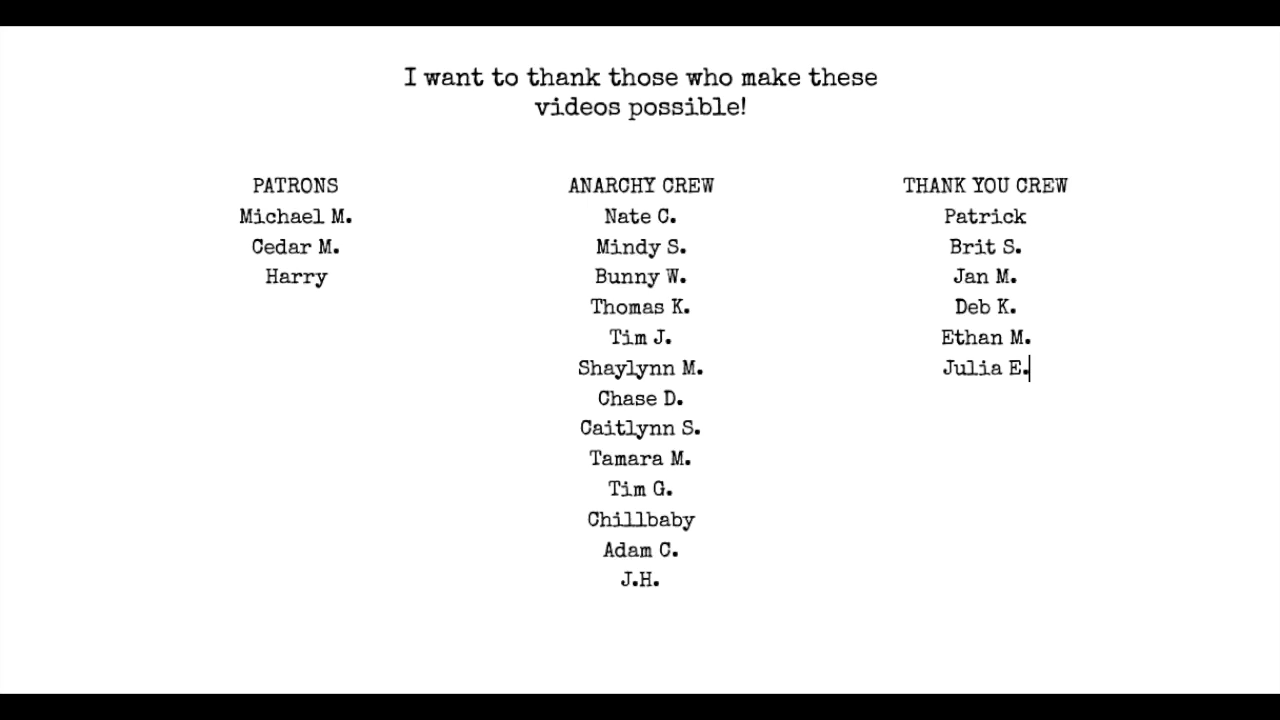 I want to thank those who make these
videos possible!
PATRONS
Michael M.
Cedar M.
Harry
ANARCHY CREW
Nate C.
Mindy S.
Bunny W.
Thomas K.
Tim J.
Shaylynn M.
Chase D.
Caitlynn S.
Tamara M.
Tim G.
Chillbaby
Adam C.
J.H.
THANK YOU CREW
Patrick
Brit S.
Jan M.
Deb K.
Ethan M.
Julia E.